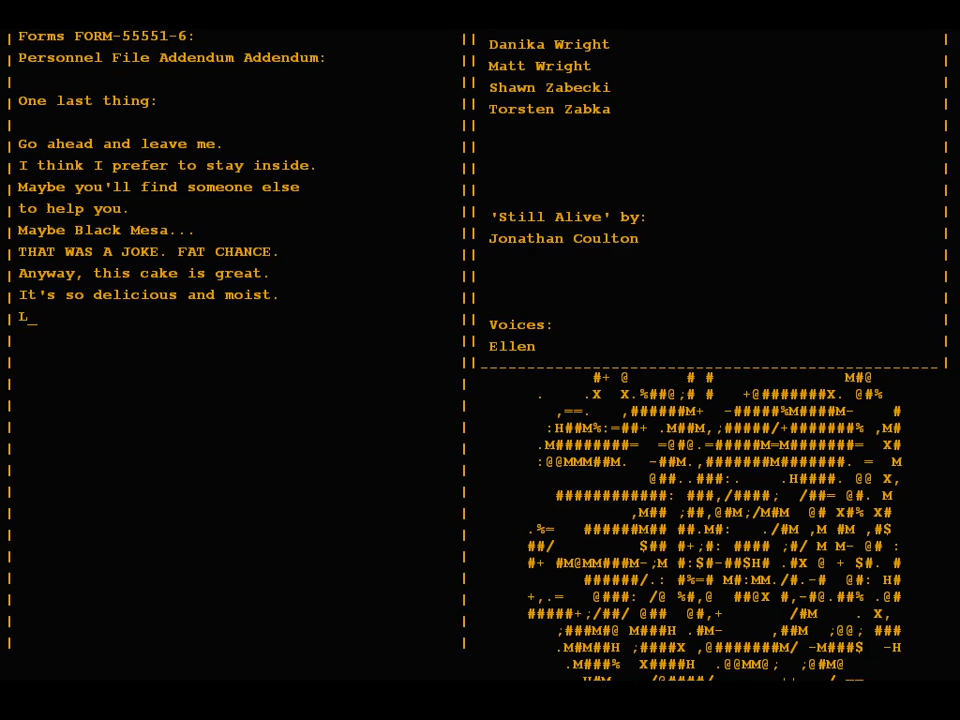 Forms FORM-55551-6:
Personnel File Addendum Addendum:
One last thing:
Go ahead and leave me.
I think I prefer to stay inside.
Maybe you'll find someone else
to help you.
Maybe Black Mesa...
THAT WAS A JOKE. FAT CHANCE.
Anyway, this cake is great.
It's so delicious and moist.
L_
Danika Wright
Matt Wright
Shawn Zabecki
Torsten Zabka
'Still Alive' by:
Jonathan Coulton
Voices:
Ellen